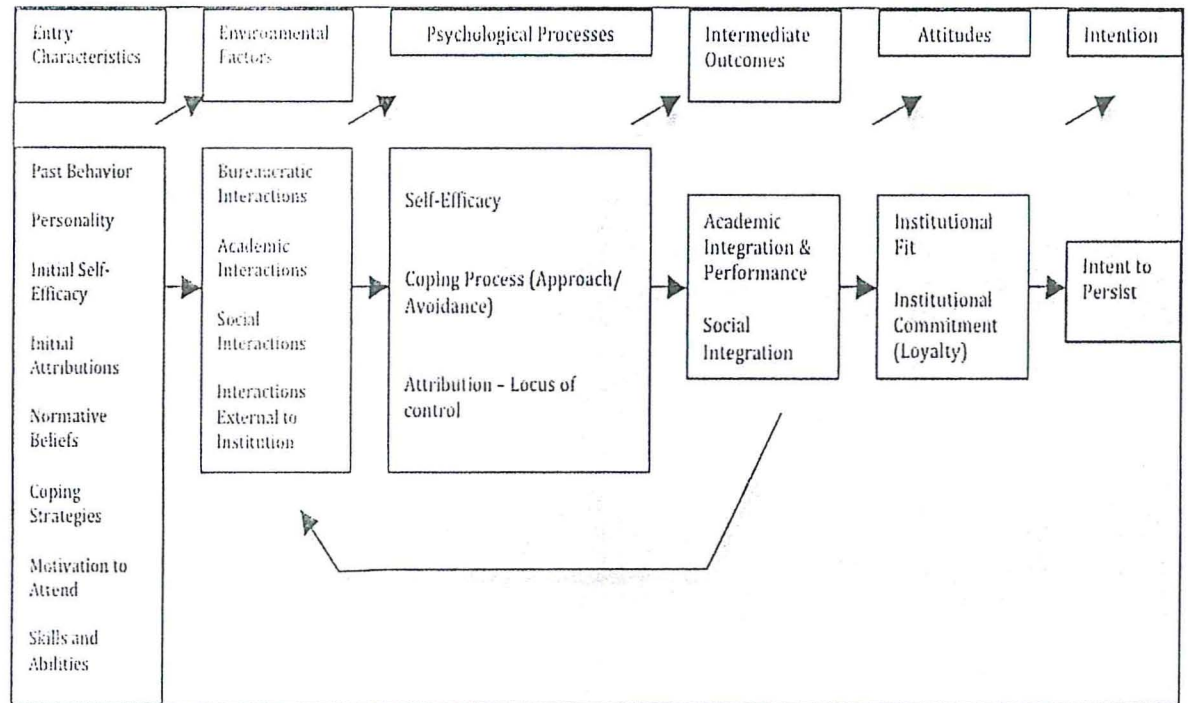 Entry
Characteristics
Environmental
Factors
Psychological Processes
Intermediate
Outcomes
Attitudes
Intention
Past Behavior
Personality
Initial Self-
Efficacy
Initial
Attributions
Normative
Beliefs
Coping
Strategies
Motivation to
Attend
Skills and
Abilities
Bureaucratic
Interactions
Academic
Interactions
Social
Interactions
Interactions
External to
Institution
Self-Efficacy
Coping Process (Approach/
Avoidance)
Attribution – Locus of
control
Academic
Integration &
Performance
Social
Integration
Institutional
Fit
Institutional
Commitment
(Loyalty)
Intent to
Persist